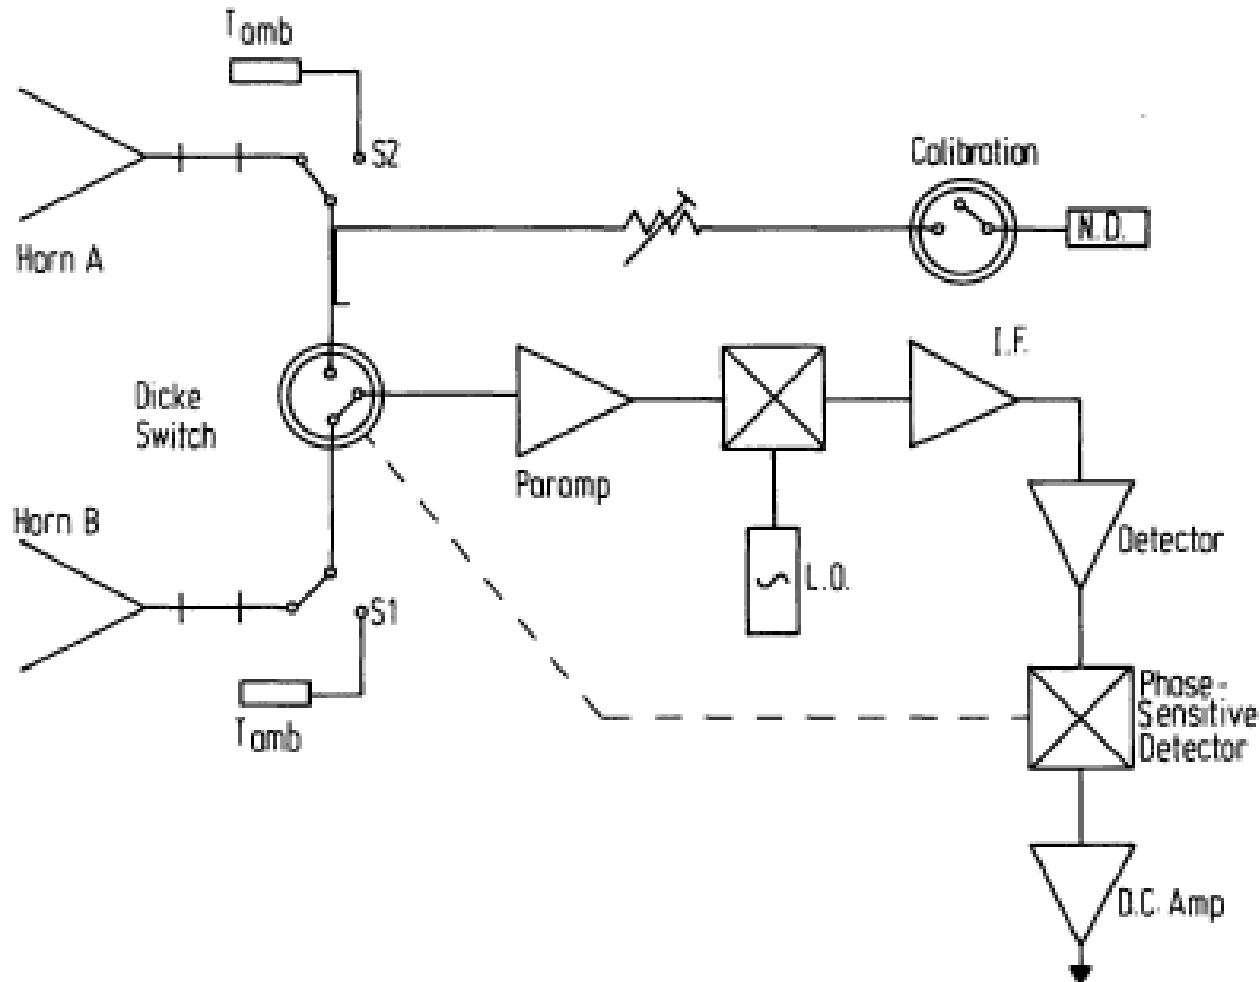 Tamb
S2
Calibration
N.D.
Horn A
I.F.
Dicke
Switch
Paramp
Horn B
Detector
L.O.
S1
Phase-
Sensitive
Detector
Tamb
D.C. Amp